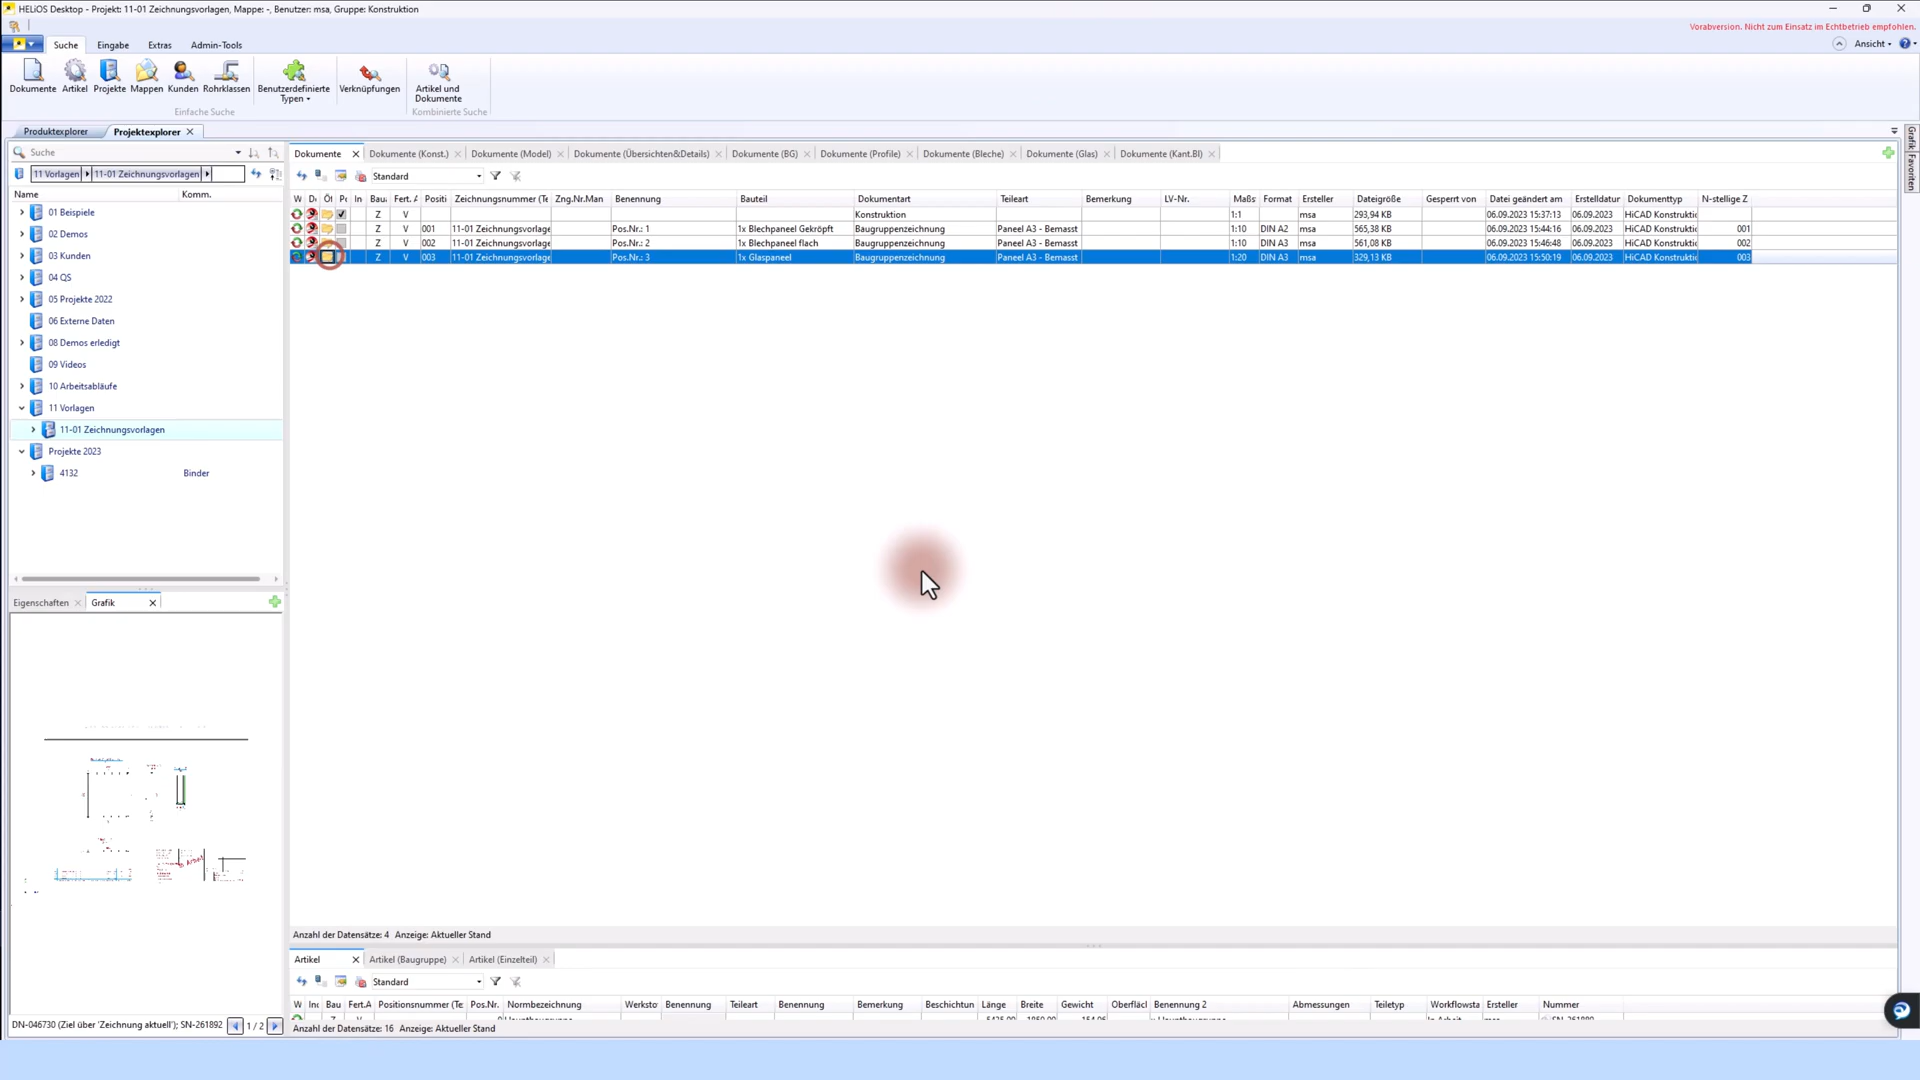 HELiOS Desktop - Projekt: 11-01 Zeichnungsvorlagen, Mappe: -, Benutzer: msa, Gruppe: Konstruktion
Vorabversion. Nicht zum Einsatz im Echtbetrieb empfohlen.
Suche Eingabe Extras Admin-Tools Ansicht
Dokumente Artikel Projekte Mappen Kunden Rohrklassen Benutzerdefinierte Typen Verknüpfungen Artikel und Dokumente
Einfache Suche Kombinierte Suche
Produktexplorer Projektexplorer
Grafik Favoriten
Suche
11 Vorlagen 11-01 Zeichnungsvorlagen
Name Komm.
01 Beispiele
02 Demos
03 Kunden
04 QS
05 Projekte 2022
06 Externe Daten
08 Demos erledigt
09 Videos
10 Arbeitsabläufe
11 Vorlagen
11-01 Zeichnungsvorlagen
Projekte 2023
4132 Binder
Eigenschaften Grafik
DN-046730 (Ziel über 'Zeichnung aktuell'); SN-261892 1 / 2
Dokumente Dokumente (Konst.) Dokumente (Model) Dokumente (Übersichten&Details) Dokumente (BG) Dokumente (Profile) Dokumente (Bleche) Dokumente (Glas) Dokumente (Kant.Bl)
Standard
W Di Öf Pc In Bau Fert. A Positi Zeichnungsnummer (Te Zng.Nr.Man Benennung Bauteil Dokumentart Teileart Bemerkung LV-Nr. Maßs Format Ersteller Dateigröße Gesperrt von Datei geändert am Erstelldatur Dokumenttyp N-stellige Z
Z V Konstruktion 1:1 msa 293,94 KB 06.09.2023 15:37:13 06.09.2023 HiCAD Konstruktic
Z V 001 11-01 Zeichnungsvorlage Pos.Nr.: 1 1x Blechpaneel Gekröpft Baugruppenzeichnung Paneel A3 - Bemasst 1:10 DIN A2 msa 565,38 KB 06.09.2023 15:44:16 06.09.2023 HiCAD Konstruktic 001
Z V 002 11-01 Zeichnungsvorlage Pos.Nr.: 2 1x Blechpaneel flach Baugruppenzeichnung Paneel A3 - Bemasst 1:10 DIN A3 msa 561,08 KB 06.09.2023 15:46:48 06.09.2023 HiCAD Konstruktic 002
Z V 003 11-01 Zeichnungsvorlage Pos.Nr.: 3 1x Glaspaneel Baugruppenzeichnung Paneel A3 - Bemasst 1:20 DIN A3 msa 329,13 KB 06.09.2023 15:50:19 06.09.2023 HiCAD Konstruktic 003
Anzahl der Datensätze: 4 Anzeige: Aktueller Stand
Artikel Artikel (Baugruppe) Artikel (Einzelteil)
Standard
W Inc Bau Fert.A Positionsnummer (Te Pos.Nr. Normbezeichnung Werksto Benennung Teileart Benennung Bemerkung Beschichtun Länge Breite Gewicht Oberfläcl Benennung 2 Abmessungen Teiletyp Workflowsta Ersteller Nummer
Anzahl der Datensätze: 16 Anzeige: Aktueller Stand